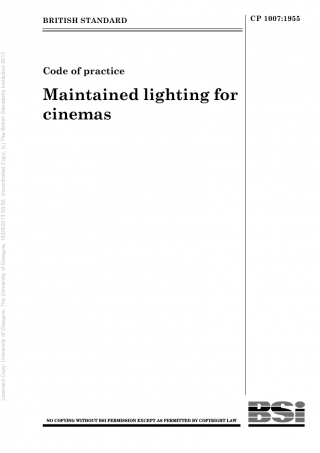 BRITISH STANDARD
CP 1007:1955
Code of practice
Maintained lighting for
cinemas
Licensed Copy: University of Glasgow, The University of Glasgow, 18/03/2013 09:55, Uncontrolled Copy, (c) The British Standards Institution 2013
NO COPYING WITHOUT BSI PERMISSION EXCEPT AS PERMITTED BY COPYRIGHT LAW
BSi